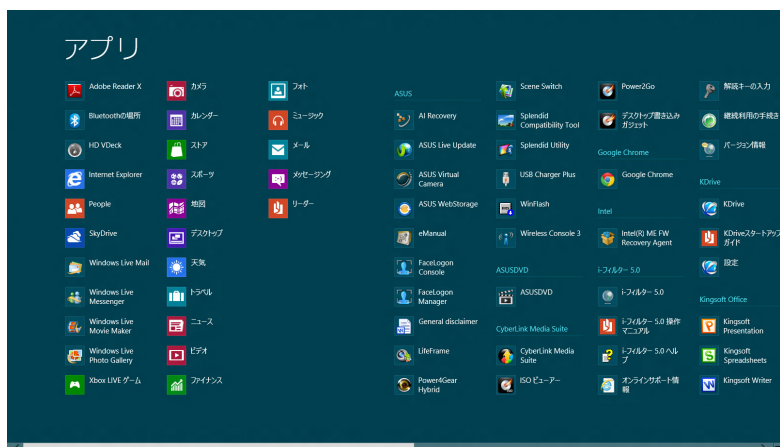 アプリ
Adobe Reader X
Bluetoothの場所
HD VDeck
Internet Explorer
People
SkyDrive
Windows Live Mail
Windows Live
Messenger
Windows Live
Movie Maker
Windows Live
Photo Gallery
Xbox LIVE ゲーム
カメラ
カレンダー
ストア
スポーツ
地図
デスクトップ
天気
トラベル
ニュース
ビデオ
ファイナンス
フォト
ミュージック
メール
メッセージング
リーダー
ASUS
AI Recovery
ASUS Live Update
ASUS Virtual
Camera
ASUS WebStorage
eManual
FaceLogon
Console
FaceLogon
Manager
General disclaimer
LifeFrame
Power4Gear
Hybrid
Scene Switch
Splendid
Compatibility Tool
Splendid Utility
USB Charger Plus
WinFlash
Wireless Console 3
ASUSDVD
ASUSDVD
CyberLink Media Suite
CyberLink Media
Suite
ISO ビューアー
Power2Go
デスクトップ書き込み
ガジェット
Google Chrome
Google Chrome
Intel
Intel(R) ME FW
Recovery Agent
i-フィルター 5.0
i-フィルター 5.0
i-フィルター 5.0 操作
マニュアル
i-フィルター 5.0 ヘル
プ
オンラインサポート情
報
解続キーの入力
継続利用の手続き
バージョン情報
KDrive
KDrive
KDriveスタートアップ
ガイド
設定
Kingsoft Office
Kingsoft
Presentation
Kingsoft
Spreadsheets
Kingsoft Writer